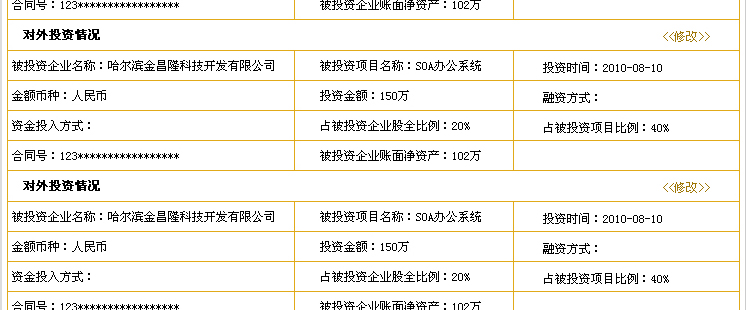 合同号：123***************** 被投资企业账面净资产：102万
对外投资情况 <<修改>>
被投资企业名称：哈尔滨金昌隆科技开发有限公司 被投资项目名称：SOA办公系统 投资时间：2010-08-10
金额币种：人民币 投资金额：150万 融资方式：
资金投入方式： 占被投资企业股全比例：20% 占被投资项目比例：40%
合同号：123***************** 被投资企业账面净资产：102万
对外投资情况 <<修改>>
被投资企业名称：哈尔滨金昌隆科技开发有限公司 被投资项目名称：SOA办公系统 投资时间：2010-08-10
金额币种：人民币 投资金额：150万 融资方式：
资金投入方式： 占被投资企业股全比例：20% 占被投资项目比例：40%
合同号：123***************** 被投资企业账面净资产：102万